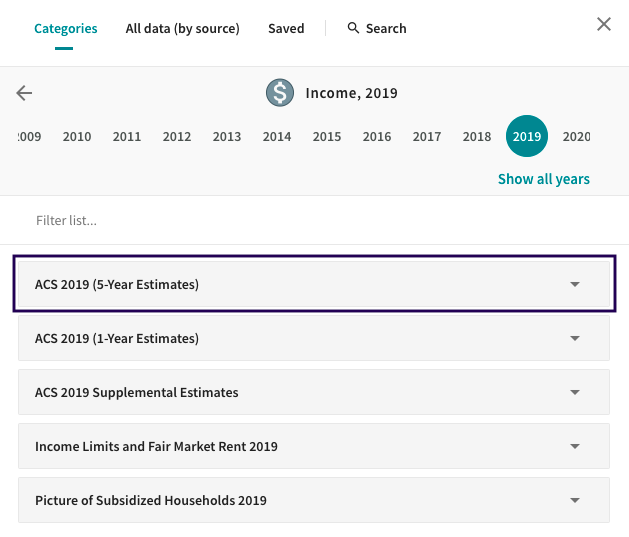 Categories All data (by source) Saved Search
$ Income, 2019
2009 2010 2011 2012 2013 2014 2015 2016 2017 2018 2019 2020
Show all years
Filter list...
ACS 2019 (5-Year Estimates)
ACS 2019 (1-Year Estimates)
ACS 2019 Supplemental Estimates
Income Limits and Fair Market Rent 2019
Picture of Subsidized Households 2019